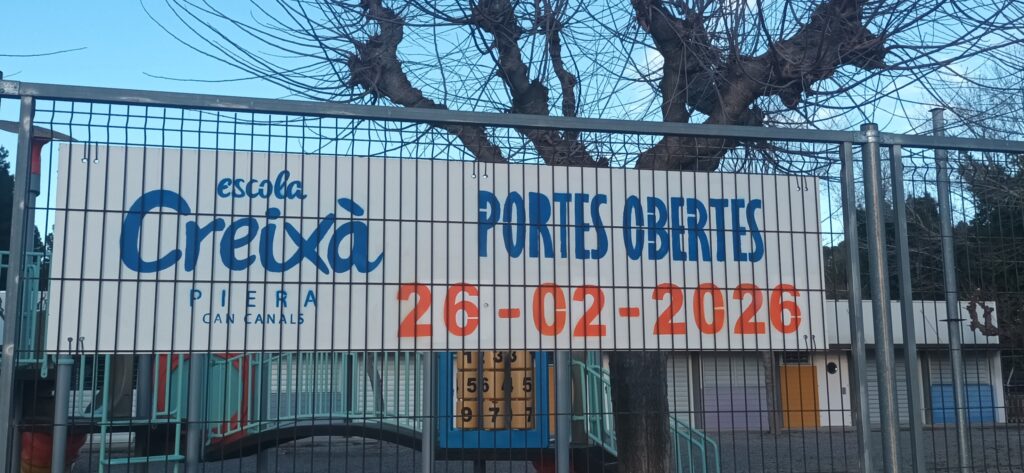 escola
Creixà
PIERA
CAN CANALS
PORTES OBERTES
26-02-2026